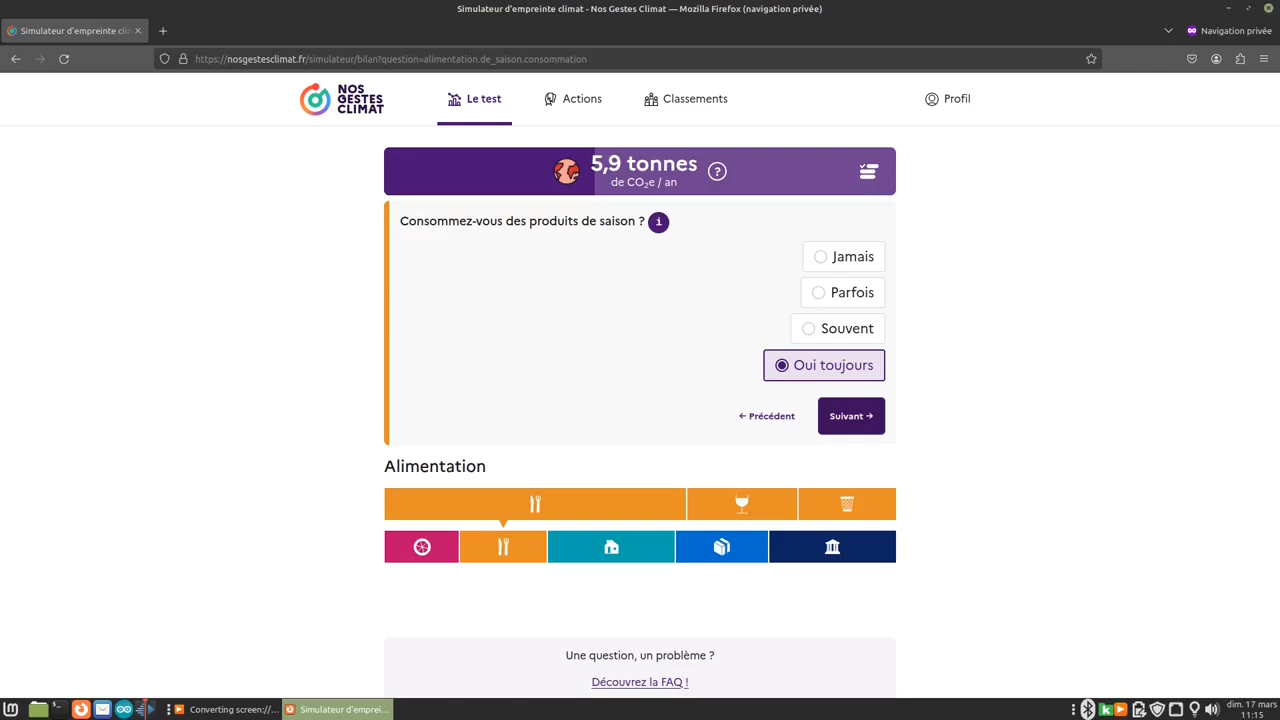 Simulateur d'empreinte climat - Nos Gestes Climat — Mozilla Firefox (navigation privée)
Simulateur d'empreinte clim
Navigation privée
https://nosgestesclimat.fr/simulateur/bilan?question=alimentation.de_saison.consommation
NOS
GESTES
CLIMAT
Le test
Actions
Classements
Profil
5,9 tonnes
de CO₂e / an
?
Consommez-vous des produits de saison ? i
Jamais
Parfois
Souvent
Oui toujours
← Précédent
Suivant →
Alimentation
Une question, un problème ?
Découvrez la FAQ !
Converting screen://...
Simulateur d'emprei...
dim. 17 mars
11:15